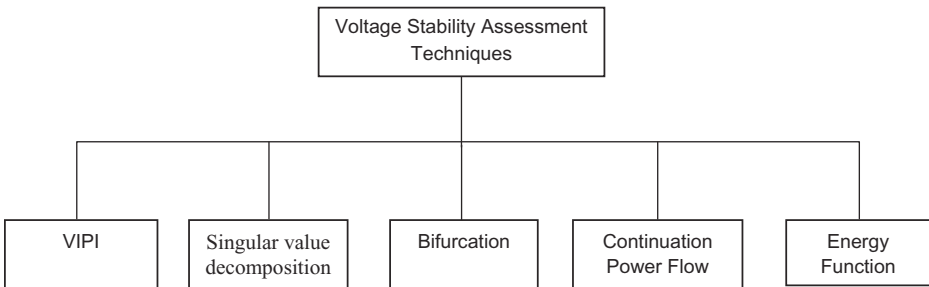 Voltage Stability Assessment
Techniques
VIPI
Singular value
decomposition
Bifurcation
Continuation
Power Flow
Energy
Function